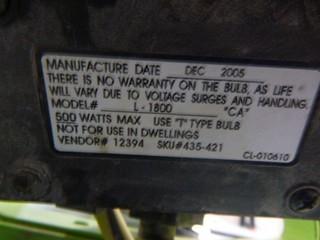 MANUFACTURE DATE DEC 2005
THERE IS NO WARRANTY ON THE BULB, AS LIFE
WILL VARY DUE TO VOLTAGE SURGES AND HANDLING
MODEL# L-1800 "CA"
500 WATTS MAX USE "T" TYPE BULB
NOT FOR USE IN DWELLINGS
VENDOR# 12394 SKU#435-421
CL-010610